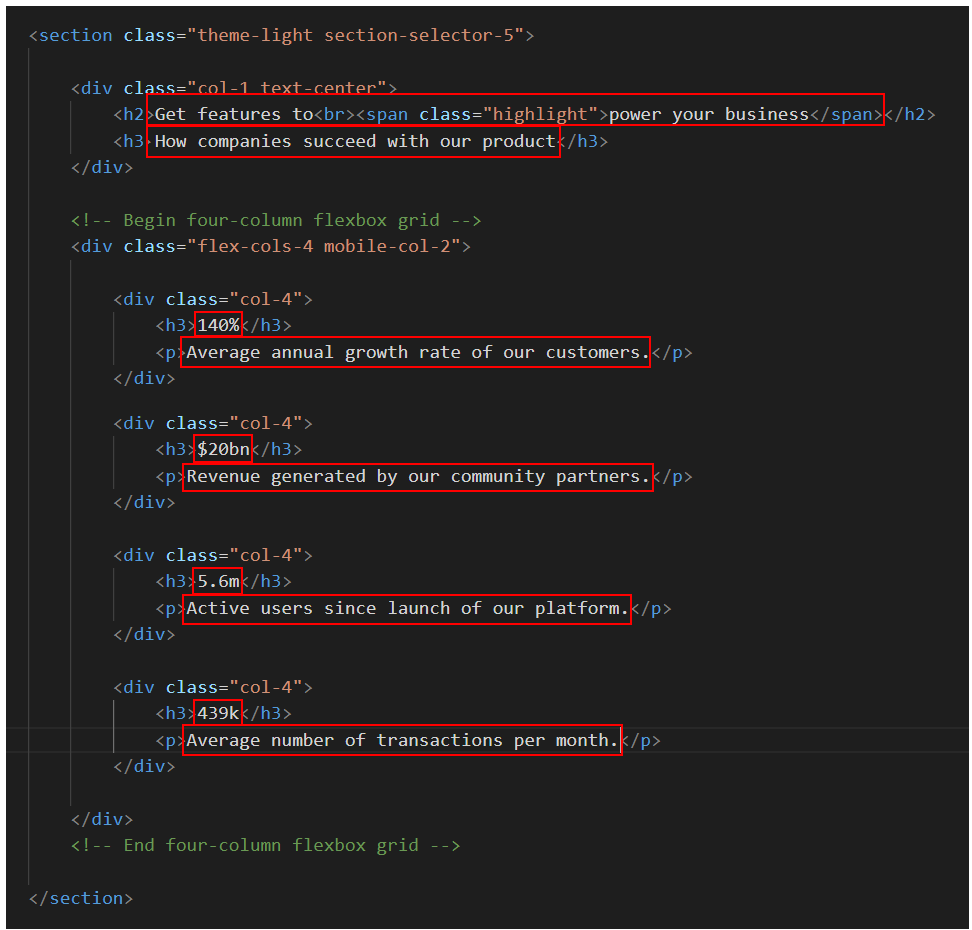 <section class="theme-light section-selector-5">
<div class="col-1 text-center">
<h2>Get features to<br><span class="highlight">power your business</span></h2>
<h3>How companies succeed with our product</h3>
</div>
<!-- Begin four-column flexbox grid -->
<div class="flex-cols-4 mobile-col-2">
<div class="col-4">
<h3>140%</h3>
<p>Average annual growth rate of our customers.</p>
</div>
<div class="col-4">
<h3>$20bn</h3>
<p>Revenue generated by our community partners.</p>
</div>
<div class="col-4">
<h3>5.6m</h3>
<p>Active users since launch of our platform.</p>
</div>
<div class="col-4">
<h3>439k</h3>
<p>Average number of transactions per month.</p>
</div>
</div>
<!-- End four-column flexbox grid -->
</section>